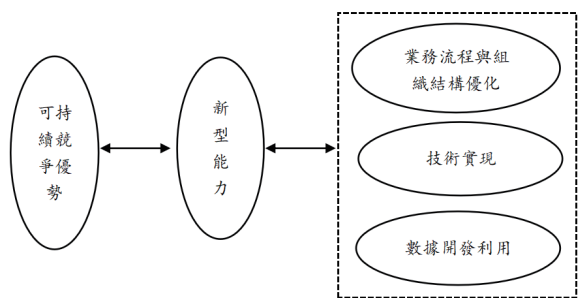 可持
續競
爭優
勢
新
型
能
力
業務流程與組
織結構優化
技術實現
數據開發利用